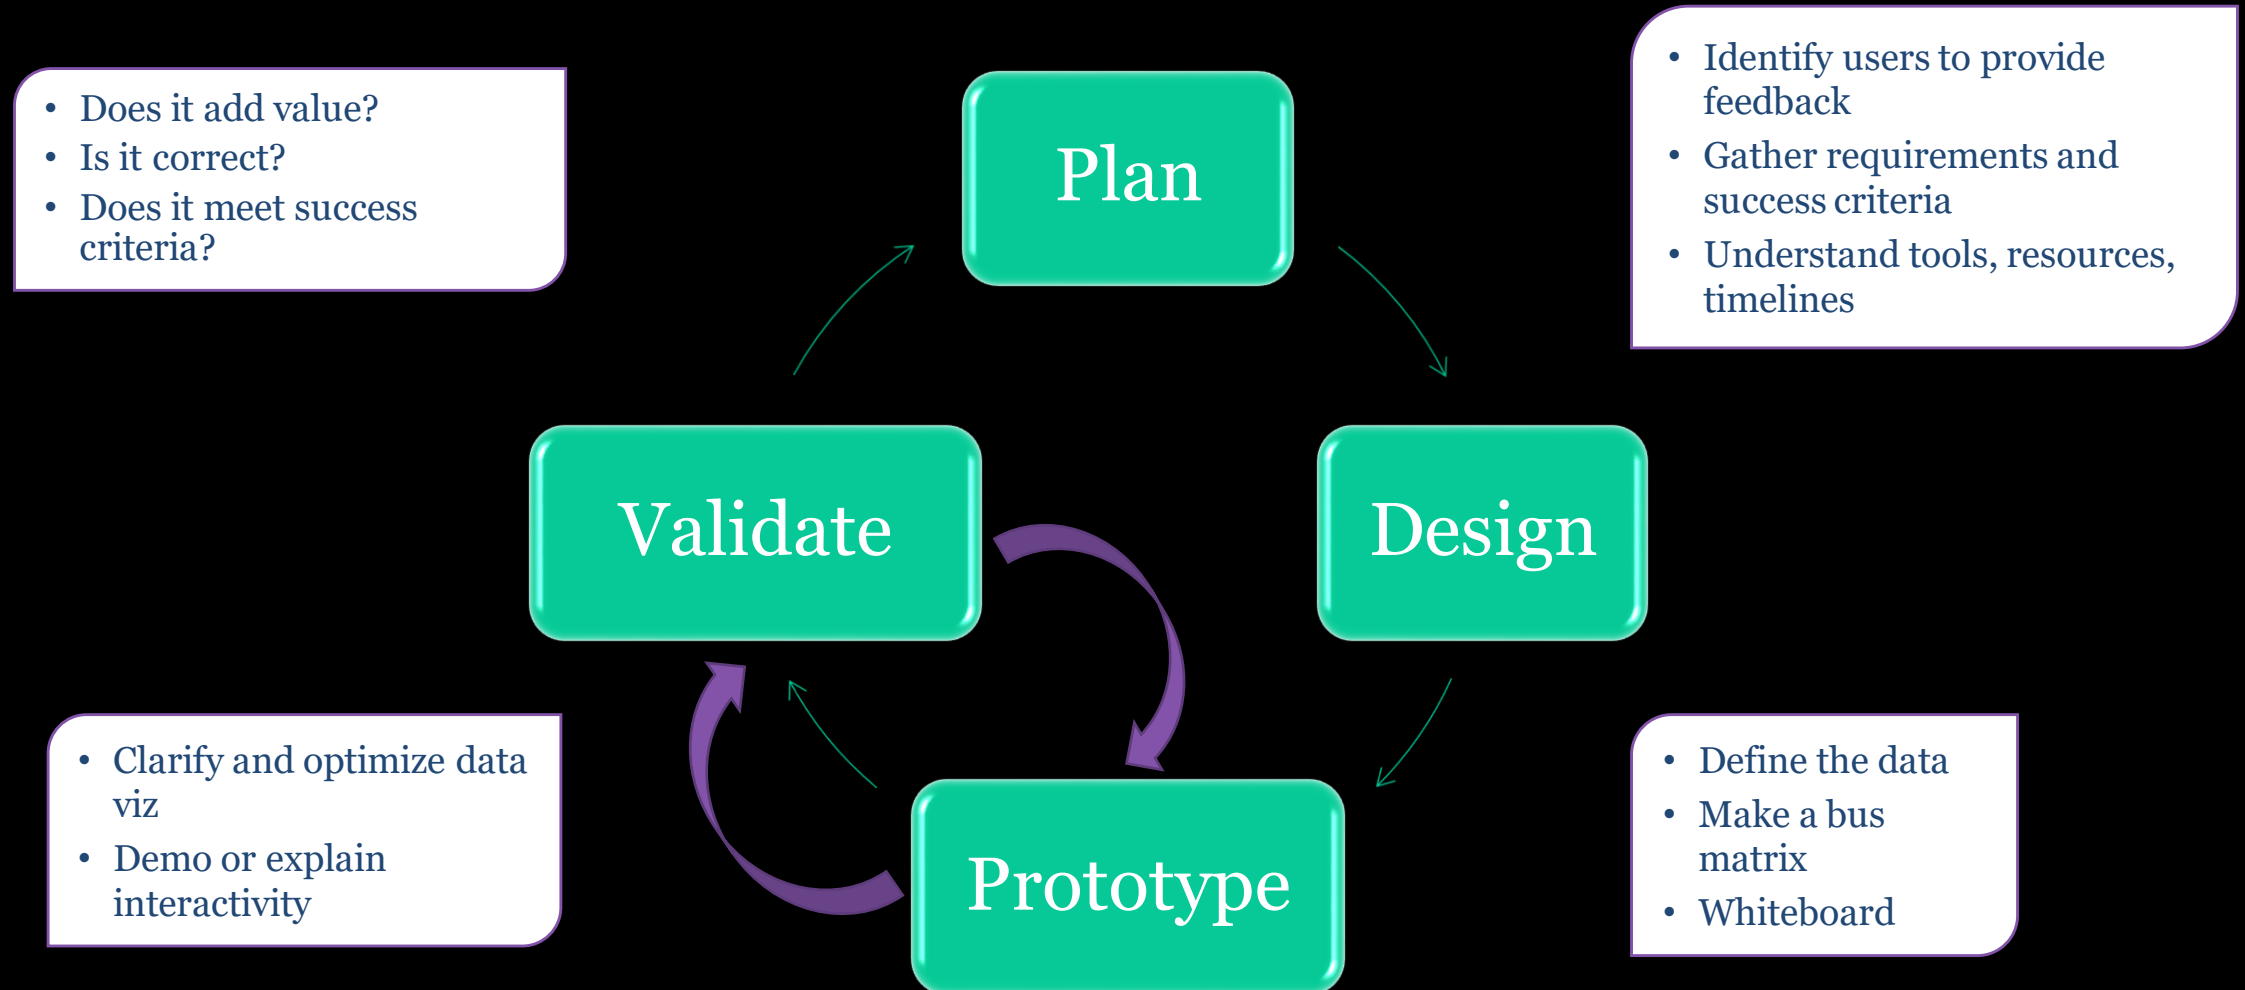 Plan
• Identify users to provide
feedback
• Gather requirements and
success criteria
• Understand tools, resources,
timelines
Design
• Define the data
• Make a bus
matrix
• Whiteboard
Prototype
• Clarify and optimize data
viz
• Demo or explain
interactivity
Validate
• Does it add value?
• Is it correct?
• Does it meet success
criteria?